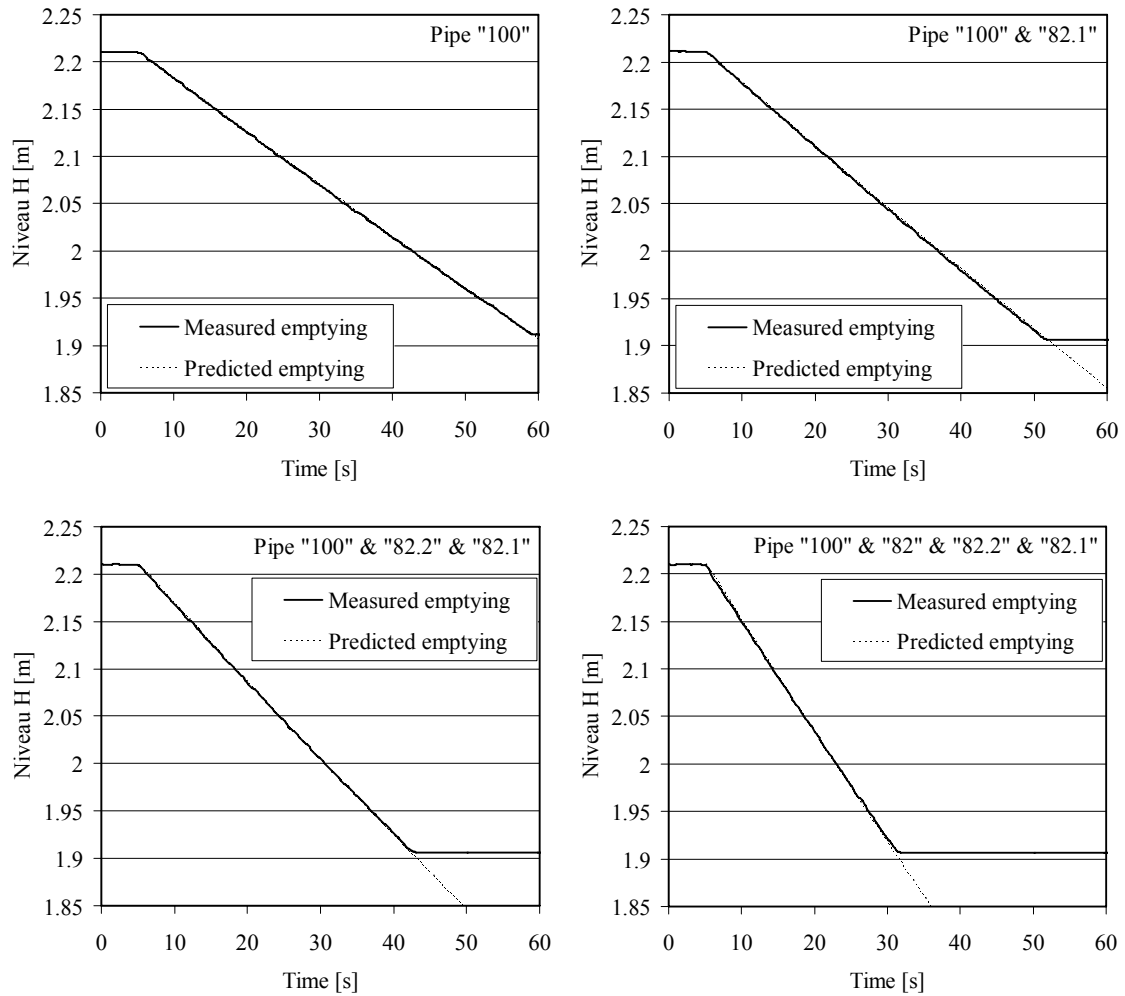 2.25
Pipe "100"
2.2
2.15
2.1
2.05
2
1.95
1.9
1.85
Niveau H [m]
Measured emptying
Predicted emptying
0 10 20 30 40 50 60
Time [s]
2.25
Pipe "100" & "82.1"
2.2
2.15
2.1
2.05
2
1.95
1.9
1.85
Niveau H [m]
Measured emptying
Predicted emptying
0 10 20 30 40 50 60
Time [s]
2.25
Pipe "100" & "82.2" & "82.1"
2.2
2.15
2.1
2.05
2
1.95
1.9
1.85
Niveau H [m]
Measured emptying
Predicted emptying
0 10 20 30 40 50 60
Time [s]
2.25
Pipe "100" & "82" & "82.2" & "82.1"
2.2
2.15
2.1
2.05
2
1.95
1.9
1.85
Niveau H [m]
Measured emptying
Predicted emptying
0 10 20 30 40 50 60
Time [s]